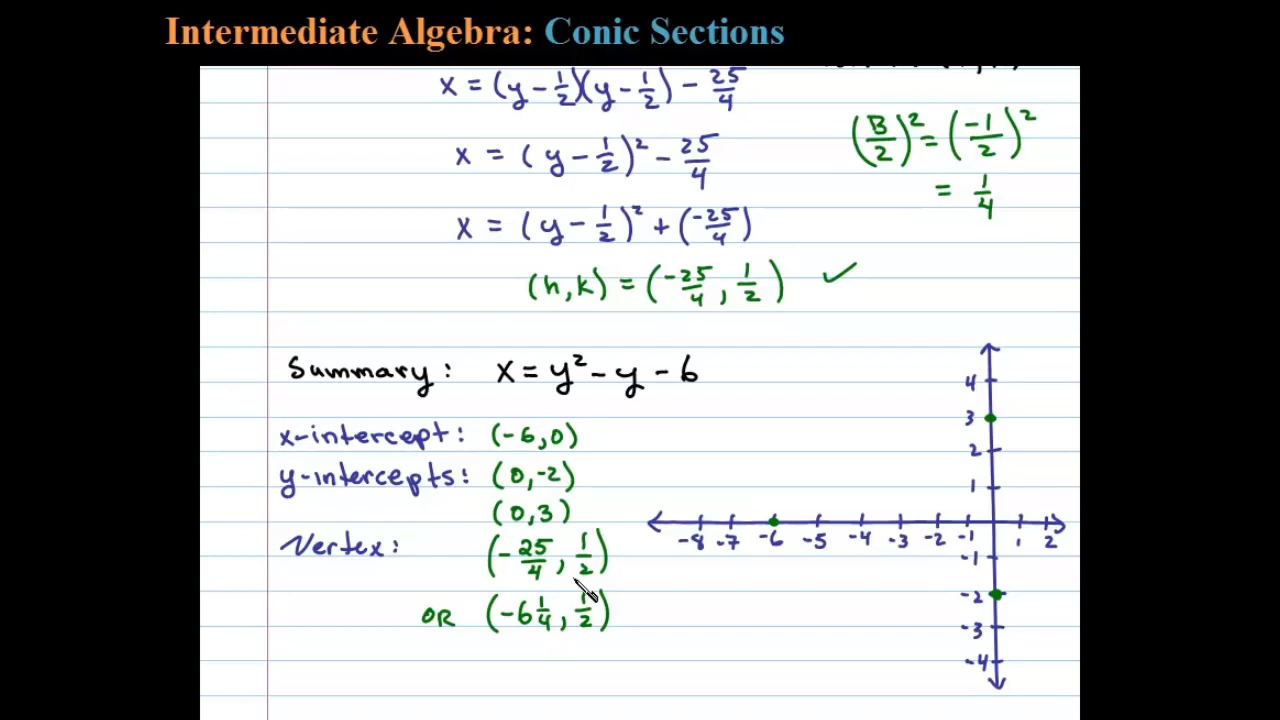 Intermediate Algebra: Conic Sections
x = (y - 1/2)(y - 1/2) - 25/4
(B/2)² = (-1/2)²
= 1/4
x = (y - 1/2)² - 25/4
x = (y - 1/2)² + (-25/4)
(h, k) = (-25/4, 1/2) ✓
Summary: x = y² - y - 6
x-intercept: (-6, 0)
y-intercepts: (0, -2)
(0, 3)
Vertex: (-25/4, 1/2)
OR (-6 1/4, 1/2)
4
3
2
1
-8 -7 -6 -5 -4 -3 -2 -1 1 2
-1
-2
-3
-4